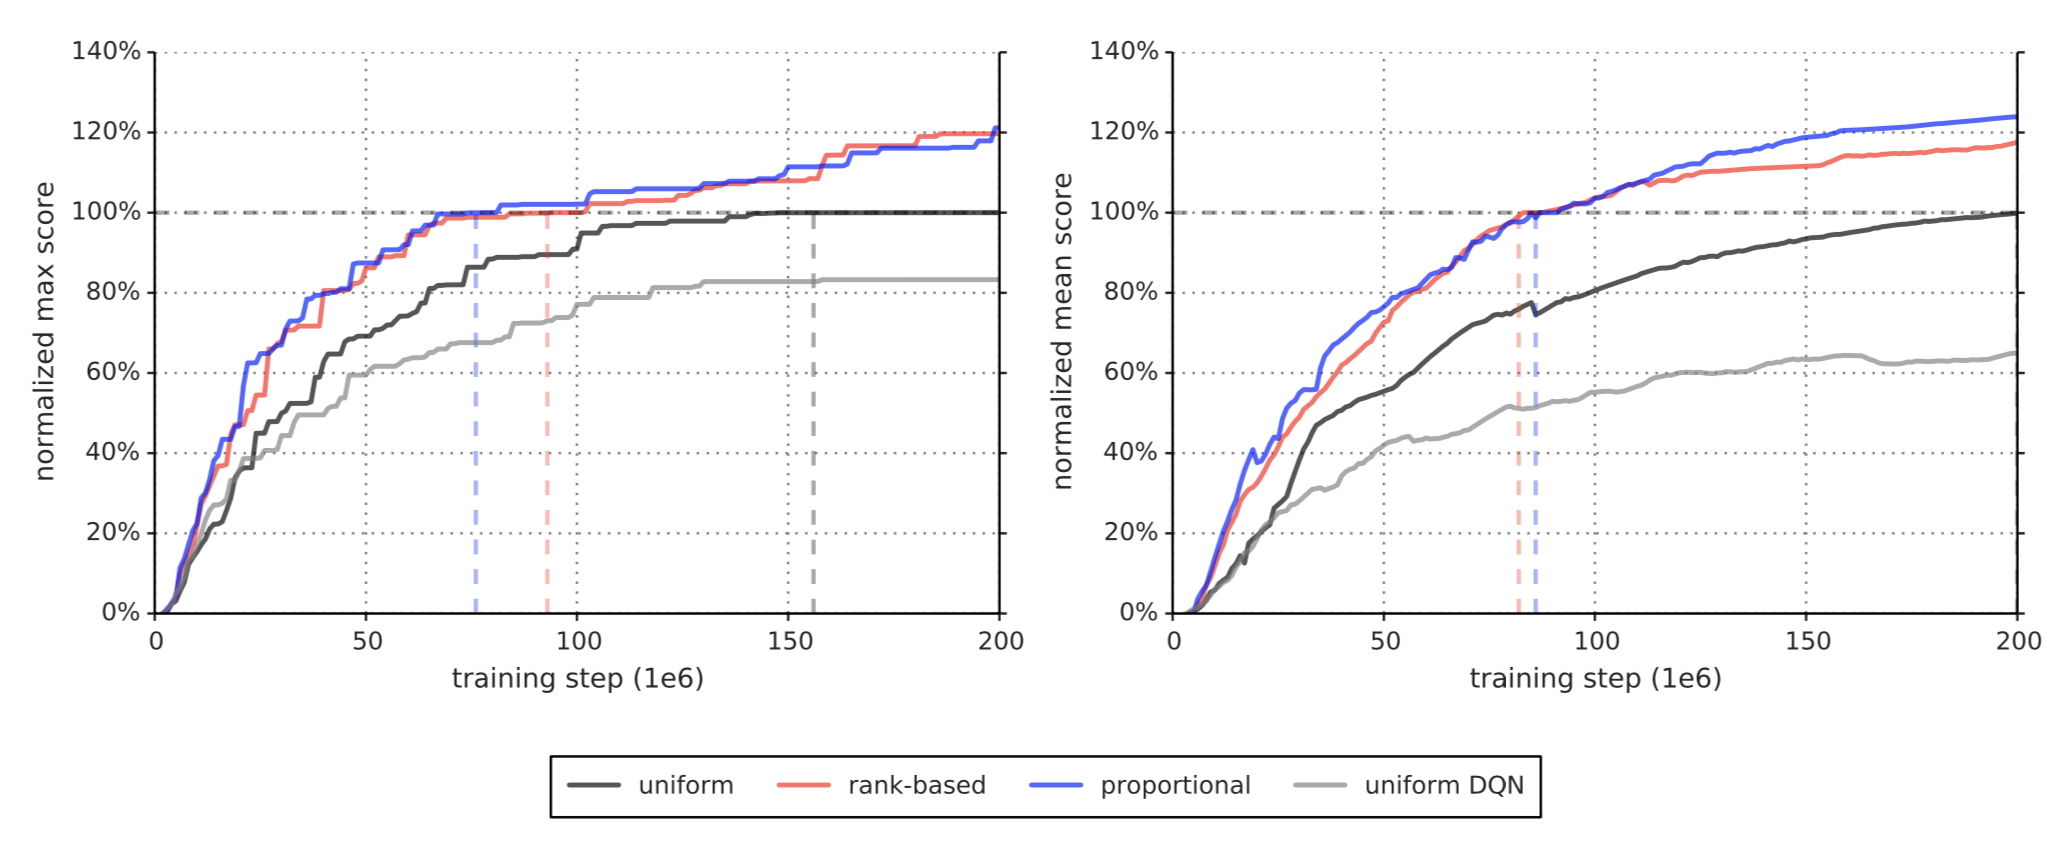 140%
120%
100%
80%
60%
40%
20%
0%
normalized max score
0 50 100 150 200
training step (1e6)
140%
120%
100%
80%
60%
40%
20%
0%
normalized mean score
0 50 100 150 200
training step (1e6)
uniform rank-based proportional uniform DQN